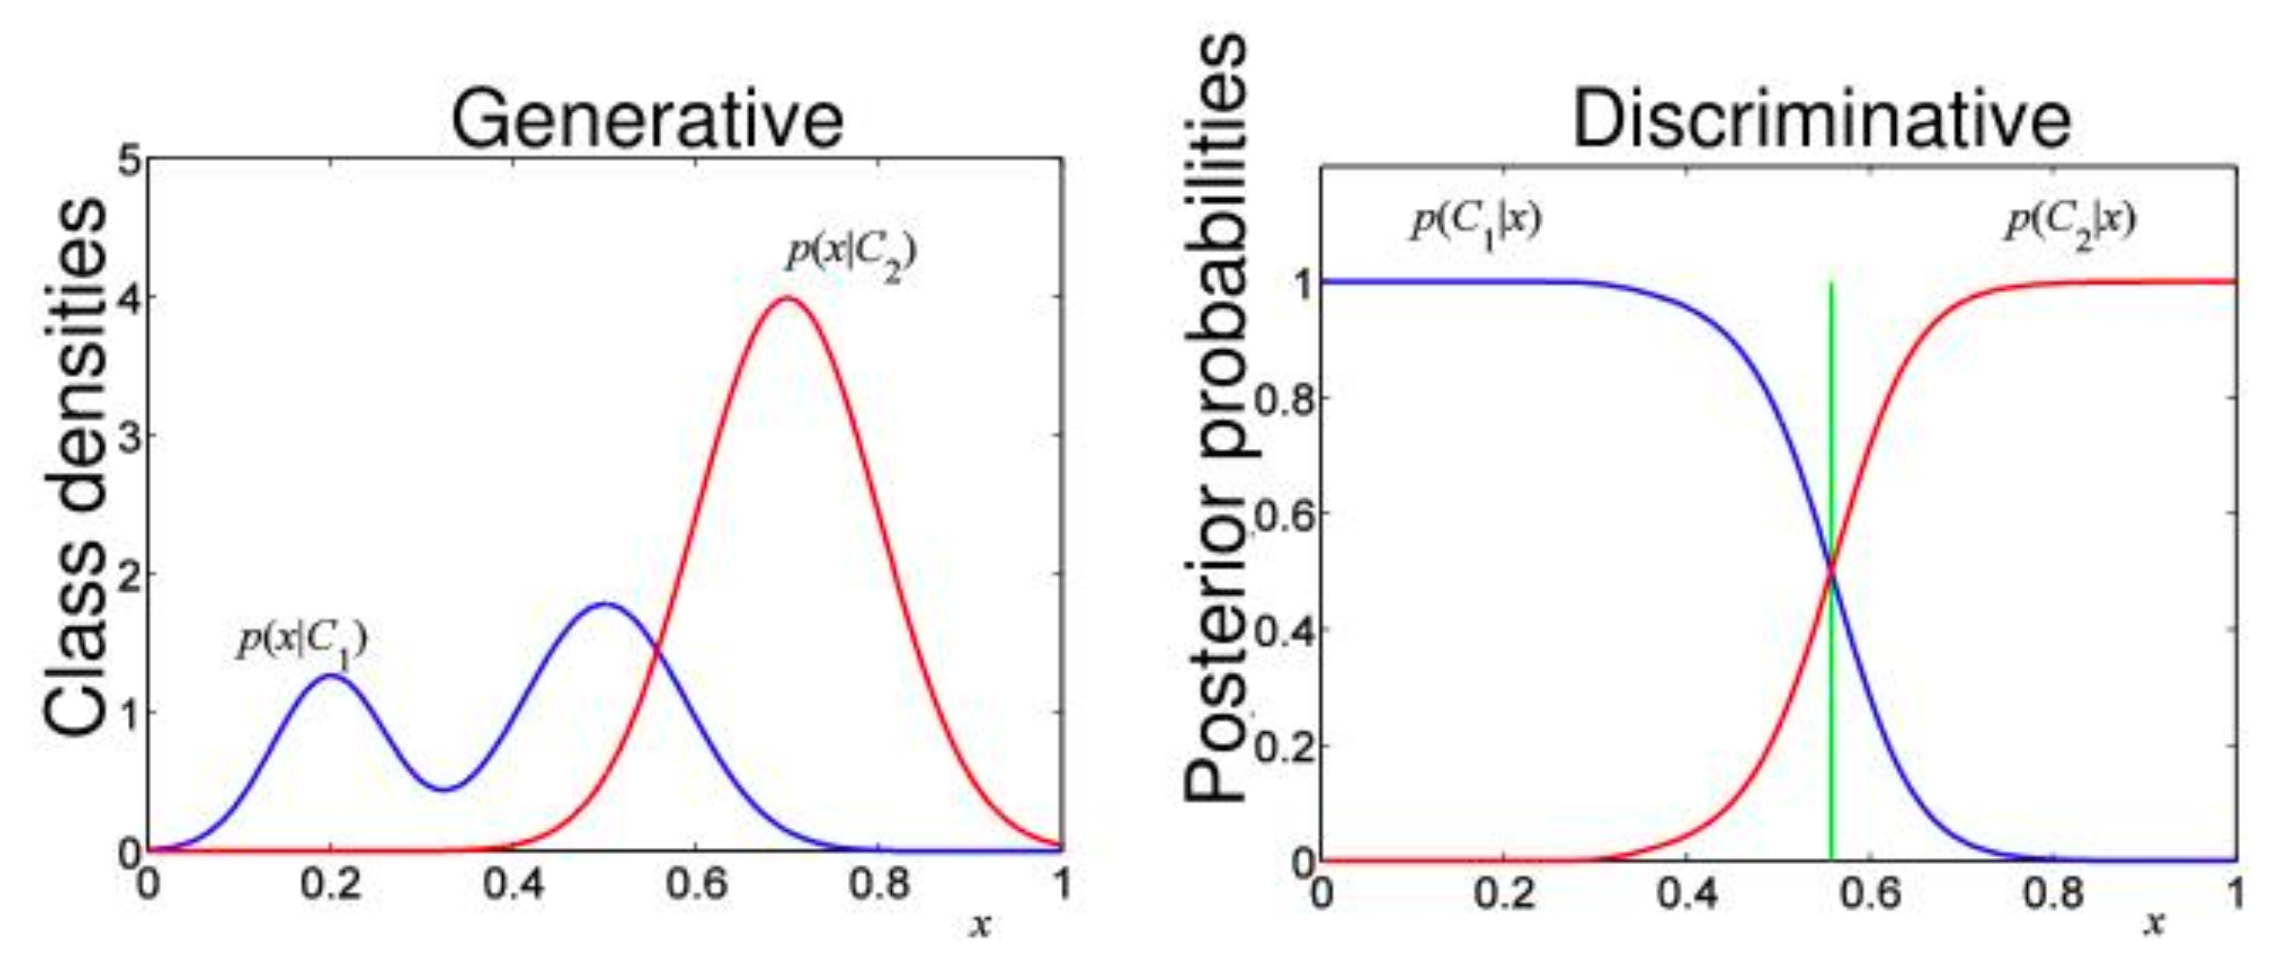 Generative
Class densities
5
4
3
2
1
0
p(x|C1)
p(x|C2)
0 0.2 0.4 0.6 0.8 1
x
Discriminative
Posterior probabilities
1
0.8
0.6
0.4
0.2
0
p(C1|x) p(C2|x)
0 0.2 0.4 0.6 0.8 1
x